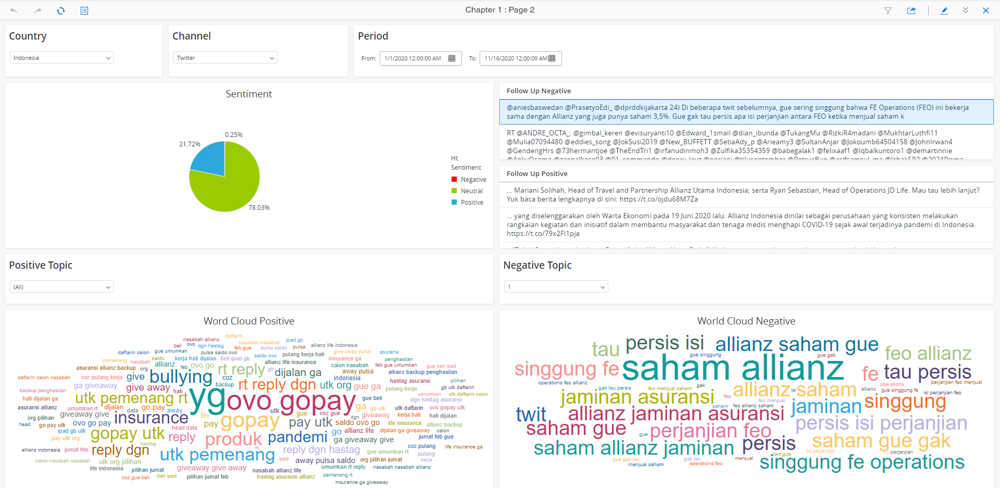 Chapter 1 : Page 2
Country
Indonesia
Channel
Twitter
Period
From: 1/1/2020 12:00:00 AM To: 11/16/2020 12:00:00 AM
Sentiment
0.25%
21.72%
78.03%
Ht
Sentiment
Negative
Neutral
Positive
Follow Up Negative
@aniesbaswedan @PrasetyoEdi_ @dprddkijakarta 24) Di beberapa twit sebelumnya, gue sering singgung bahwa FE Operations (FEO) ini bekerja
sama dengan Allianz yang juga punya saham 3,5%. Gue gak tau persis apa isi perjanjian antara FEO ketika menjual saham k
RT @ANDRE_OCTA_: @gimbal_keren @evisuryanti10 @Edward_1smail @dian_ibunda @TukangMu @RizkiR4madani @MukhtarLuthfi11
@Mulia07094480 @eddies_song @JokSusi2019 @New_BUFFETT @SetiaAdy_p @Arieamy3 @SultanAnjar @Jokoumb64504158 @JohnIrwan4
@GendengHrs @73hermantjoe @TheEndTri1 @irfanudinmoh3 @Zulfika35354359 @babegalak1 @felixaaf1 @Iqbalkuntoro1 @demartinnie
Follow Up Positive
... Mariani Solihah, Head of Travel and Partnership Allianz Utama Indonesia; serta Ryan Sebastian, Head of Operations JD Life. Mau tau lebih lanjut?
Yuk baca berita lengkapnya di sini: https://t.co/ojdu68M7Za
... yang diselenggarakan oleh Warta Ekonomi pada 19 Juni 2020 lalu. Allianz Indonesia dinilai sebagai perusahaan yang konsisten melakukan
rangkaian kegiatan dan inisiatif dalam membantu masyarakat dan tenaga medis menghapi COVID-19 sejak awal terjadinya pandemi di Indonesia.
https://t.co/79x2FI1pja
Positive Topic
(All)
Negative Topic
1
Word Cloud Positive
daftarin
nasabah allianz
nasabah nasabah
ipad gb
beli
ovo
dgn hastag
feb gue
pulsa saldo
pulsa
allianz life indonesia
daftarin calon
gue umumkan
pulsa saldo ovo
saldo ovo
pulang kerja hati
give away pulsa
asuransi
pemenang
nasabah
saldo
kerja hati dijalan
beli ipad gb
allianz life insurance
insurance ga
penghasilan
asuransi allianz backup
org
allianz
feb
ovo go
rt reply
gb
dijalan ga
calon nasabah
feb gue umumkan
gue beli ipad
daftarin calon nasabah
coz pulang kerja
give
bullying
coz
away pulsa
allianz backup penghasilan
indonesia
ga giveaway
give away
hati
backup
rt reply dgn
utk org
gue ga
hastag asuransi
pilihan
pulang kerja
gb utk daftarin
backup penghasilan
hati dijalan ga
utk pemenang rt
yg
ovo gopay
gue beli
umumkan
utk daftarin calon
dgn hastag asuransi
asuransi allianz
umumkan rt
dijalan
data
go pay
away
utk
ga
gb utk
utk daftarin
ovo gopay utk
org pilihan
giveaway give
insurance
life
gopay
gue
coz gue
dgn
giveaway
kerja hati
hati dijalan
head
go pay utk
ovo go pay
head data
pay
pay utk
saldo ovo go
life insurance
allianz backup
ipad gb utk
gopay utk
reply
produk
pandemi
go
allianz life
dijalan ga giveaway
calon
pay utk org
hastag
ga giveaway give
jumat feb gue
allianz indonesia
jumat feb
reply dgn
rt
reply dgn hastag
gue umumkan rt
coz pulang
life insurance ga
pulang
calon nasabah nasabah
utk org pilihan
utk pemenang
ipad
away pulsa saldo
org pilihan jumat
kerja
life indonesia
pilihan jumat
giveaway give away
nasabah allianz life
umumkan rt reply
nasabah nasabah allianz
coz gue beli
beli ipad
pilihan jumat feb
hastag asuransi allianz
pemenang rt
insurance ga giveaway
World Cloud Negative
tau
persis isi
allianz saham gue
feo allianz
gue singgung
gue gak
singgung fe
saham allianz
fe
tau persis
operations feo allianz
gak tau persis
feo menjual saham
gak
operations
perjanjian feo menjual
jaminan asuransi
feo
allianz saham
isi
allianz
gue singgung fe
isi perjanjian feo
feo menjual
twit
saham
feo allianz saham
jaminan
singgung
allianz jaminan asuransi
persis isi perjanjian
saham gue
gue
perjanjian feo
saham gue gak
saham allianz jaminan
persis
twit gue
isi perjanjian
perjanjian
gue gak tau
menjual saham
gak tau
operations feo
menjual
singgung fe operations